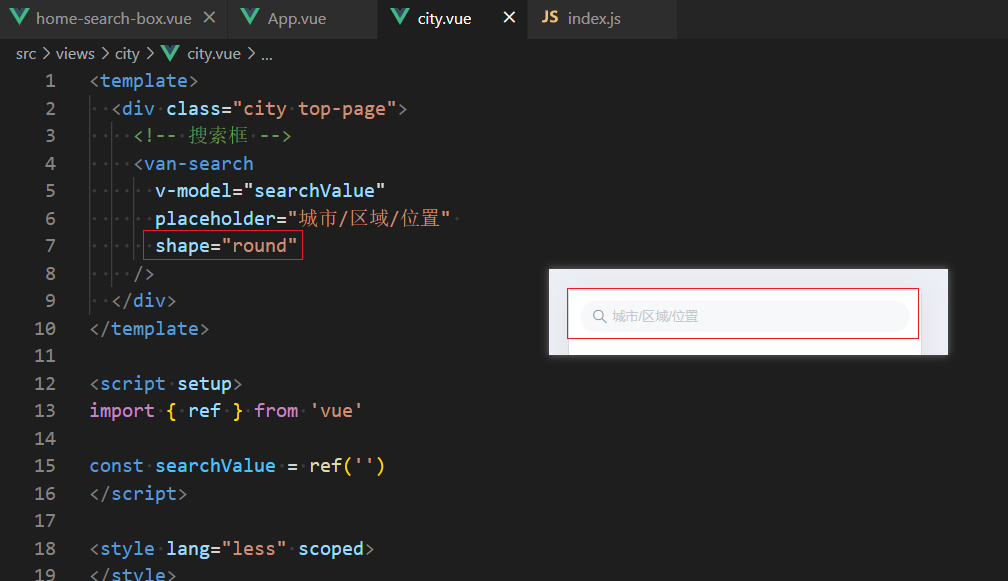 home-search-box.vue App.vue city.vue JS index.js
src > views > city > city.vue > ...
1 <template>
2 <div class="city top-page">
3 <!-- 搜索框 -->
4 <van-search
5 v-model="searchValue"
6 placeholder="城市/区域/位置"
7 shape="round"
8 />
9 </div>
10 </template>
11
12 <script setup>
13 import { ref } from 'vue'
14
15 const searchValue = ref('')
16 </script>
17
18 <style lang="less" scoped>
19 </style>
城市/区域/位置